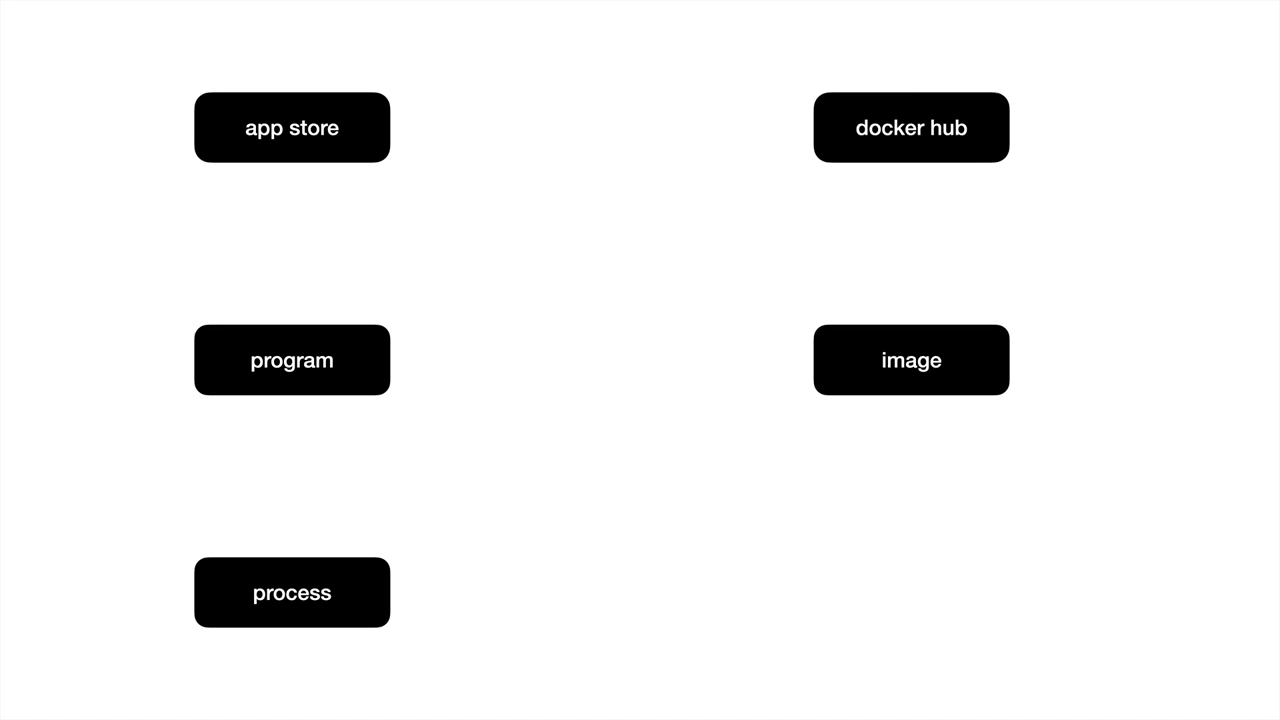 app store
docker hub
program
image
process